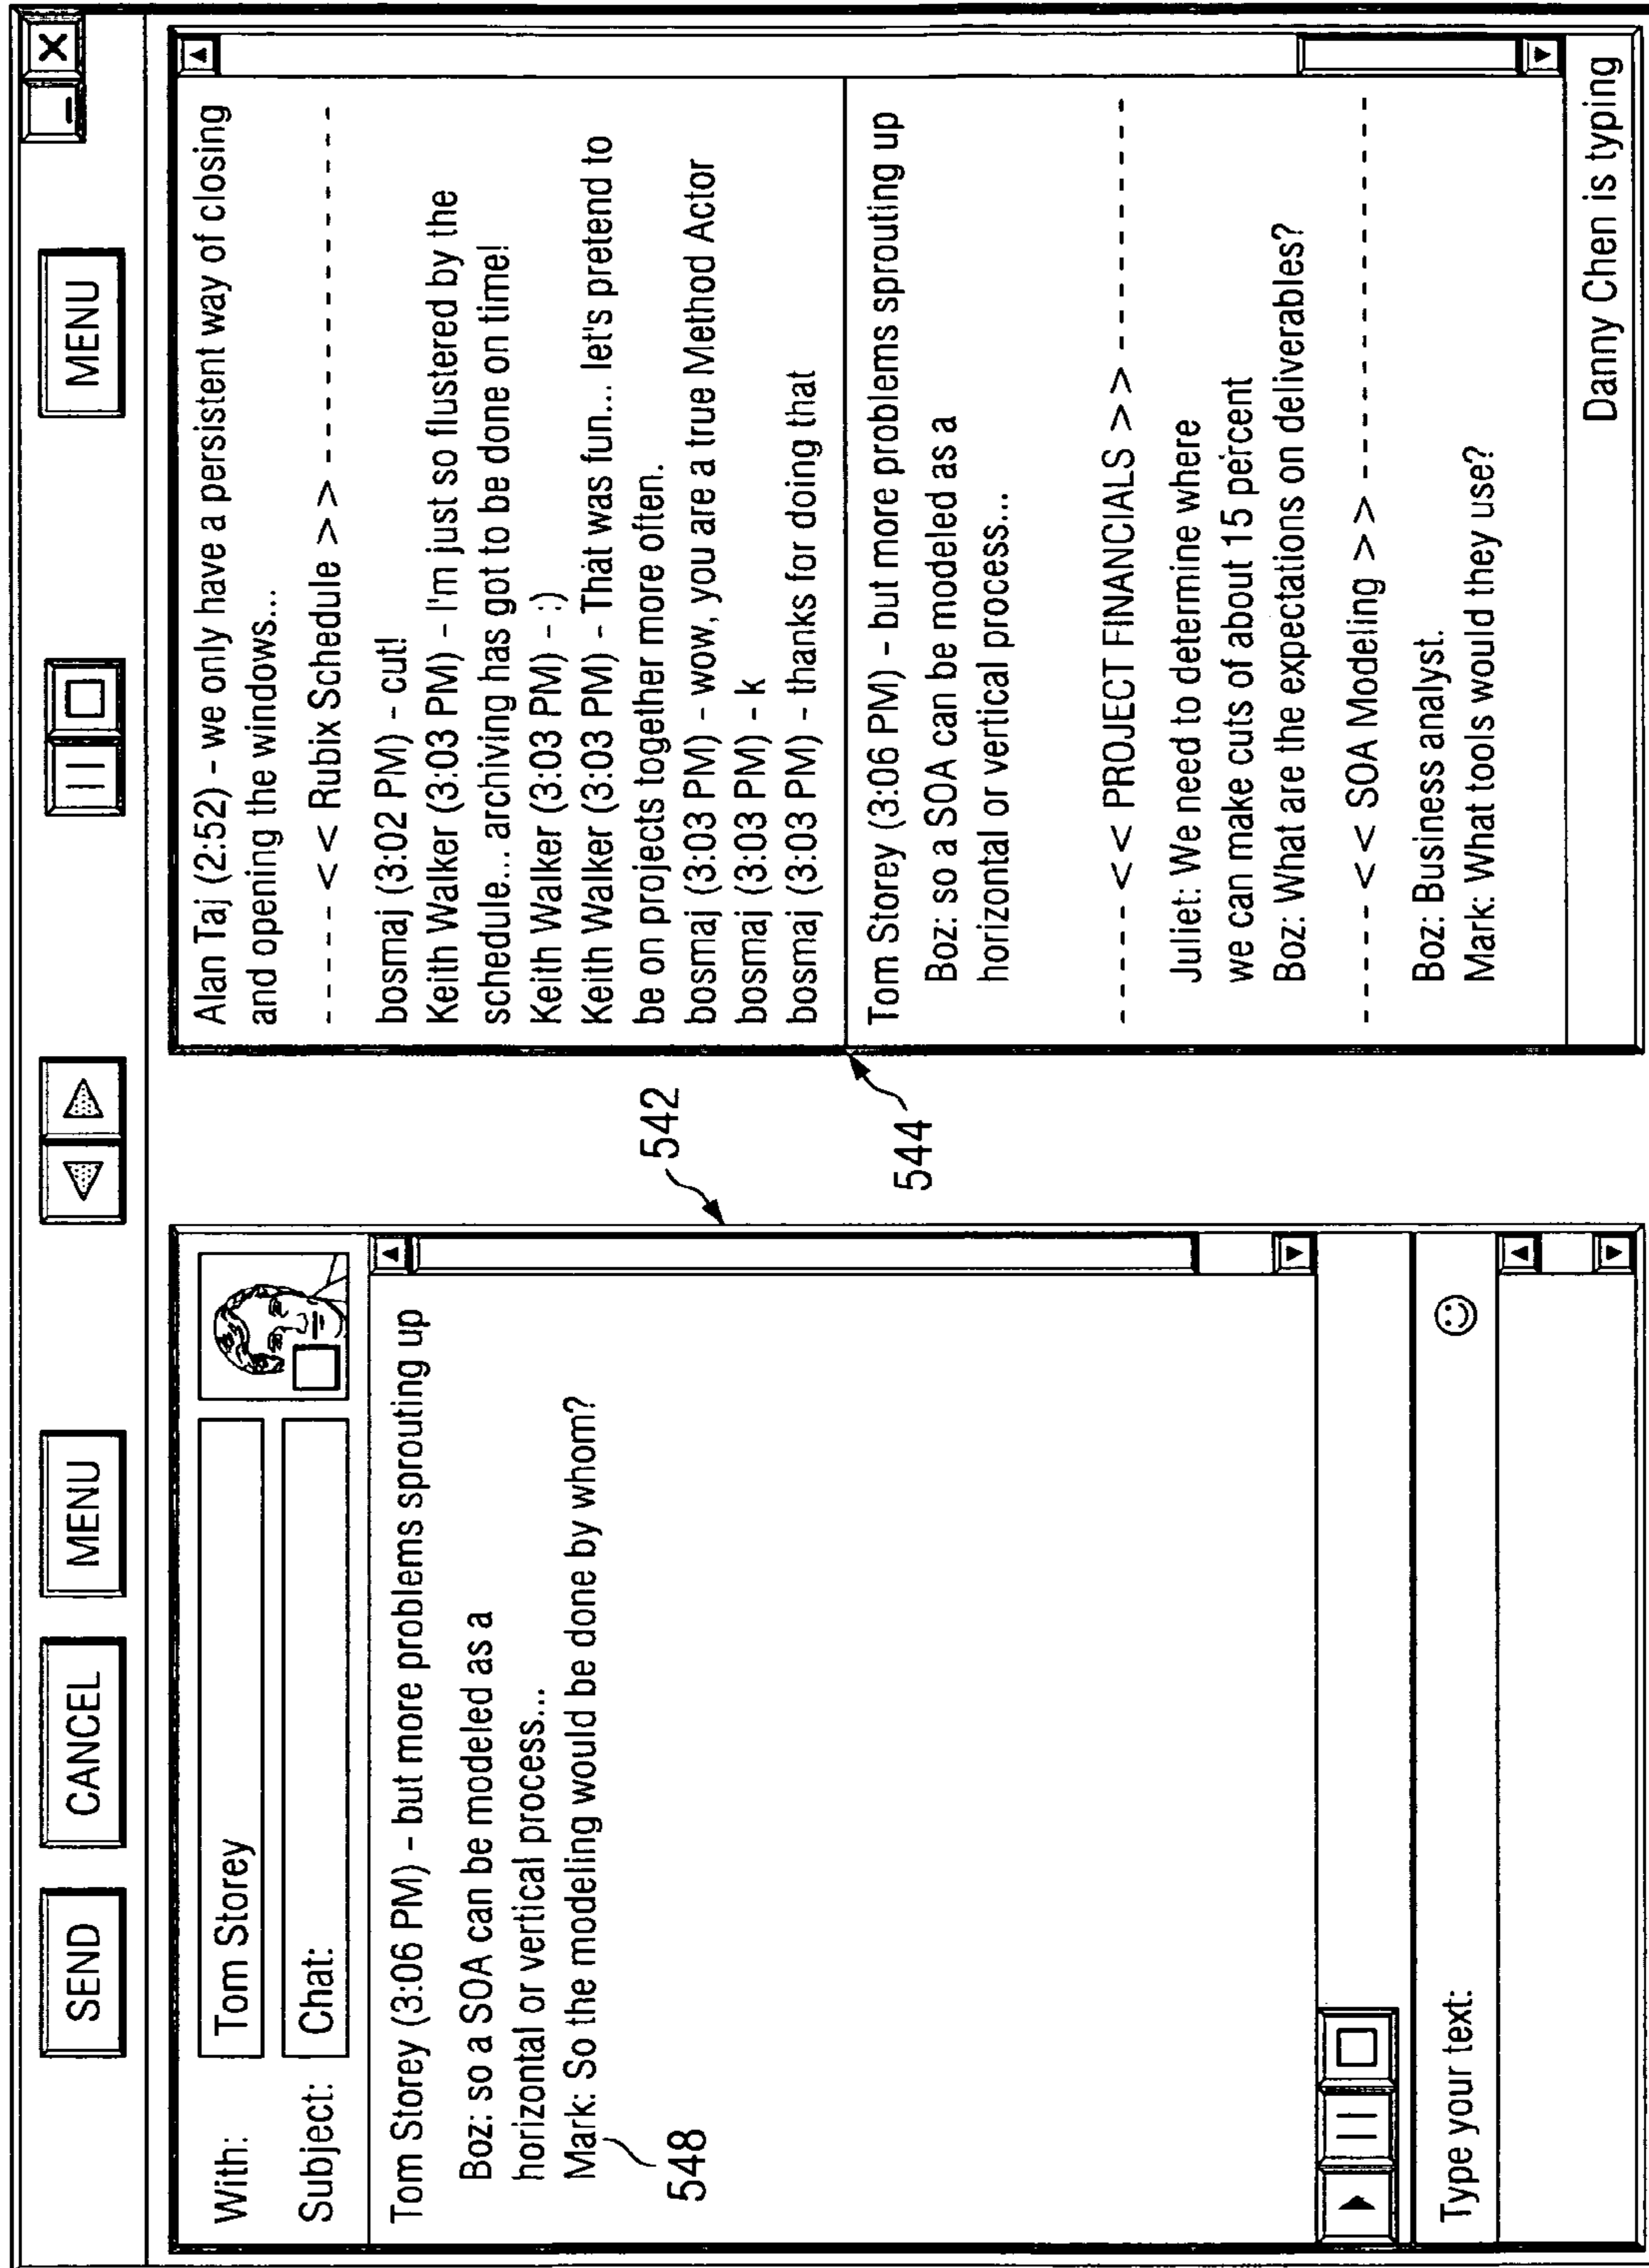 SEND
CANCEL
MENU
MENU
X
With:
Tom Storey
Subject:
Chat:
Tom Storey (3:06 PM) - but more problems sprouting up
Boz: so a SOA can be modeled as a
horizontal or vertical process...
Mark: So the modeling would be done by whom?
548
Type your text:
542
544
Alan Taj (2:52) - we only have a persistent way of closing
and opening the windows...
- - - - - < < Rubix Schedule > > - - - - - - - - - - - - - - - - -
bosmaj (3:02 PM) - cut!
Keith Walker (3:03 PM) - I'm just so flustered by the
schedule... archiving has got to be done on time!
Keith Walker (3:03 PM) - :)
Keith Walker (3:03 PM) - That was fun... let's pretend to
be on projects together more often.
bosmaj (3:03 PM) - wow, you are a true Method Actor
bosmaj (3:03 PM) - k
bosmaj (3:03 PM) - thanks for doing that
Tom Storey (3:06 PM) - but more problems sprouting up
Boz: so a SOA can be modeled as a
horizontal or vertical process...
- - - - - < < PROJECT FINANCIALS > > - - - - - - - - - - -
Juliet: We need to determine where
we can make cuts of about 15 percent
Boz: What are the expectations on deliverables?
- - - - - < < SOA Modeling > > - - - - - - - - - - - - - - - - -
Boz: Business analyst.
Mark: What tools would they use?
Danny Chen is typing